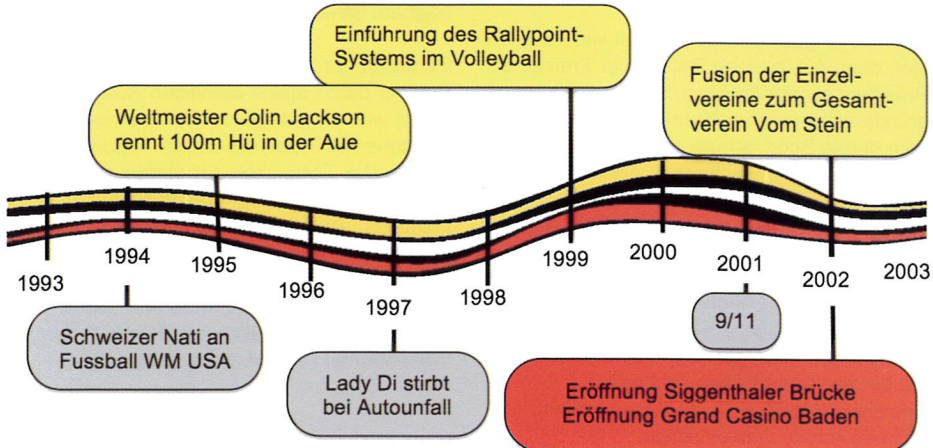 Einführung des Rallypoint-
Systems im Volleyball
Weltmeister Colin Jackson
rennt 100m Hü in der Aue
Fusion der Einzel-
vereine zum Gesamt-
verein Vom Stein
1993
1994
1995
1996
1997
1998
1999
2000
2001
2002
2003
Schweizer Nati an
Fussball WM USA
Lady Di stirbt
bei Autounfall
9/11
Eröffnung Siggenthaler Brücke
Eröffnung Grand Casino Baden